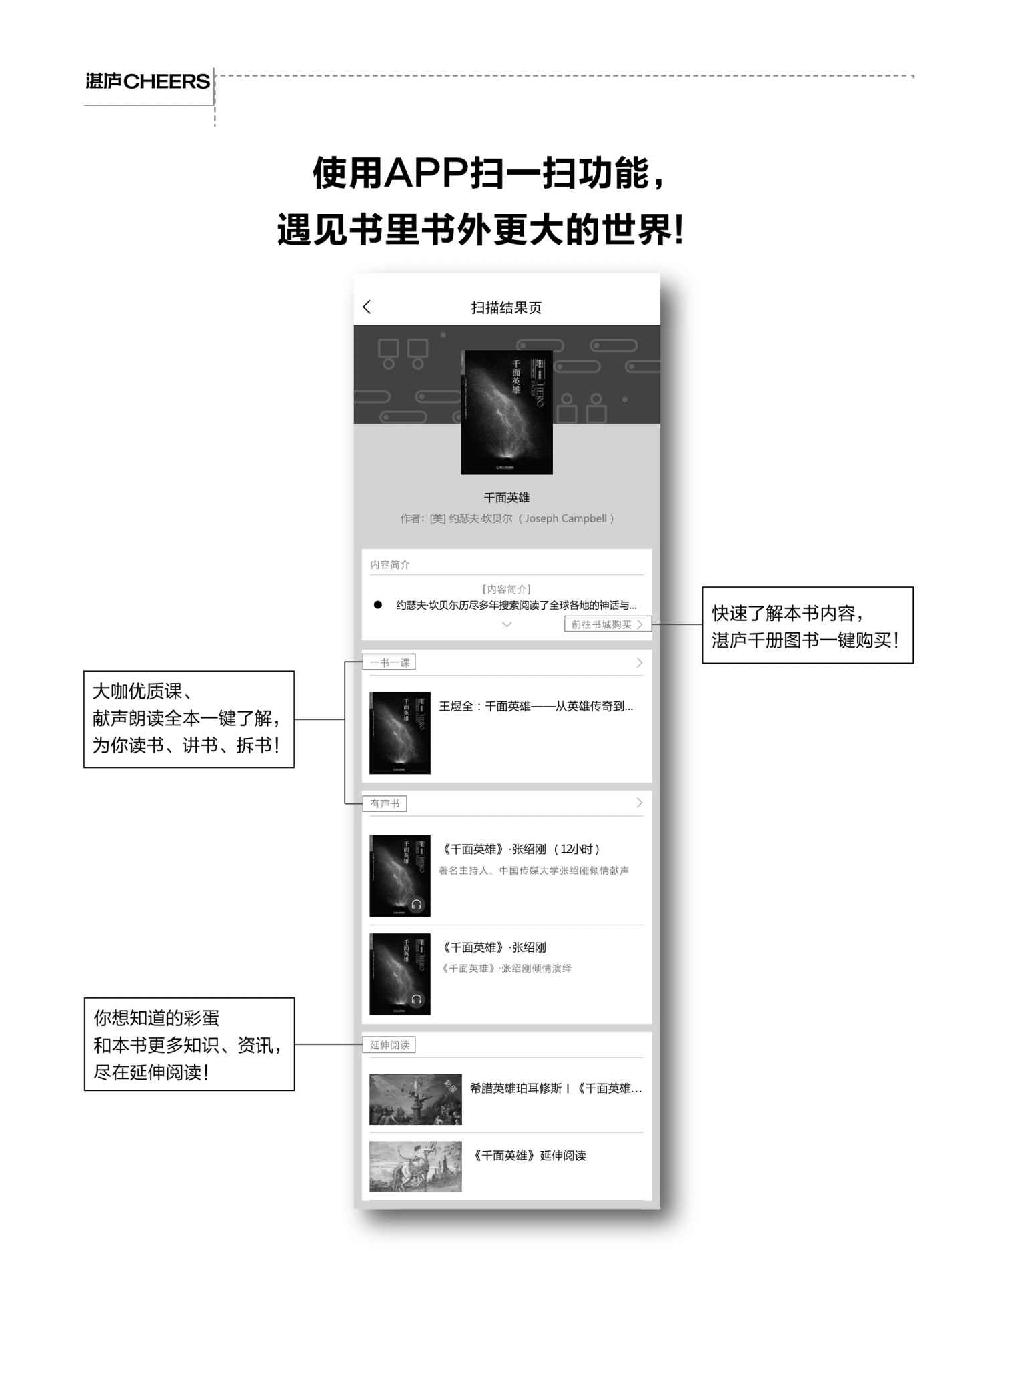 湛庐CHEERS
使用APP扫一扫功能，
遇见书里书外更大的世界!
扫描结果页
千面英雄
HERO
千面英雄
作者：[美] 约瑟夫·坎贝尔（Joseph Campbell）
内容简介
[内容简介]
● 约瑟夫·坎贝尔历尽多年搜索阅读了全球各地的神话与...
前往书城购买
快速了解本书内容，
湛庐千册图书一键购买!
一书一课
王煜全：千面英雄——从英雄传奇到...
大咖优质课、
献声朗读全本一键了解，
为你读书、讲书、拆书!
有声书
《千面英雄》·张绍刚（12小时）
著名主持人、中国传媒大学张绍刚倾情献声
《千面英雄》·张绍刚
《千面英雄》·张绍刚倾情演绎
你想知道的彩蛋
和本书更多知识、资讯，
尽在延伸阅读!
延伸阅读
彩蛋
希腊英雄珀耳修斯丨《千面英雄...
《千面英雄》延伸阅读